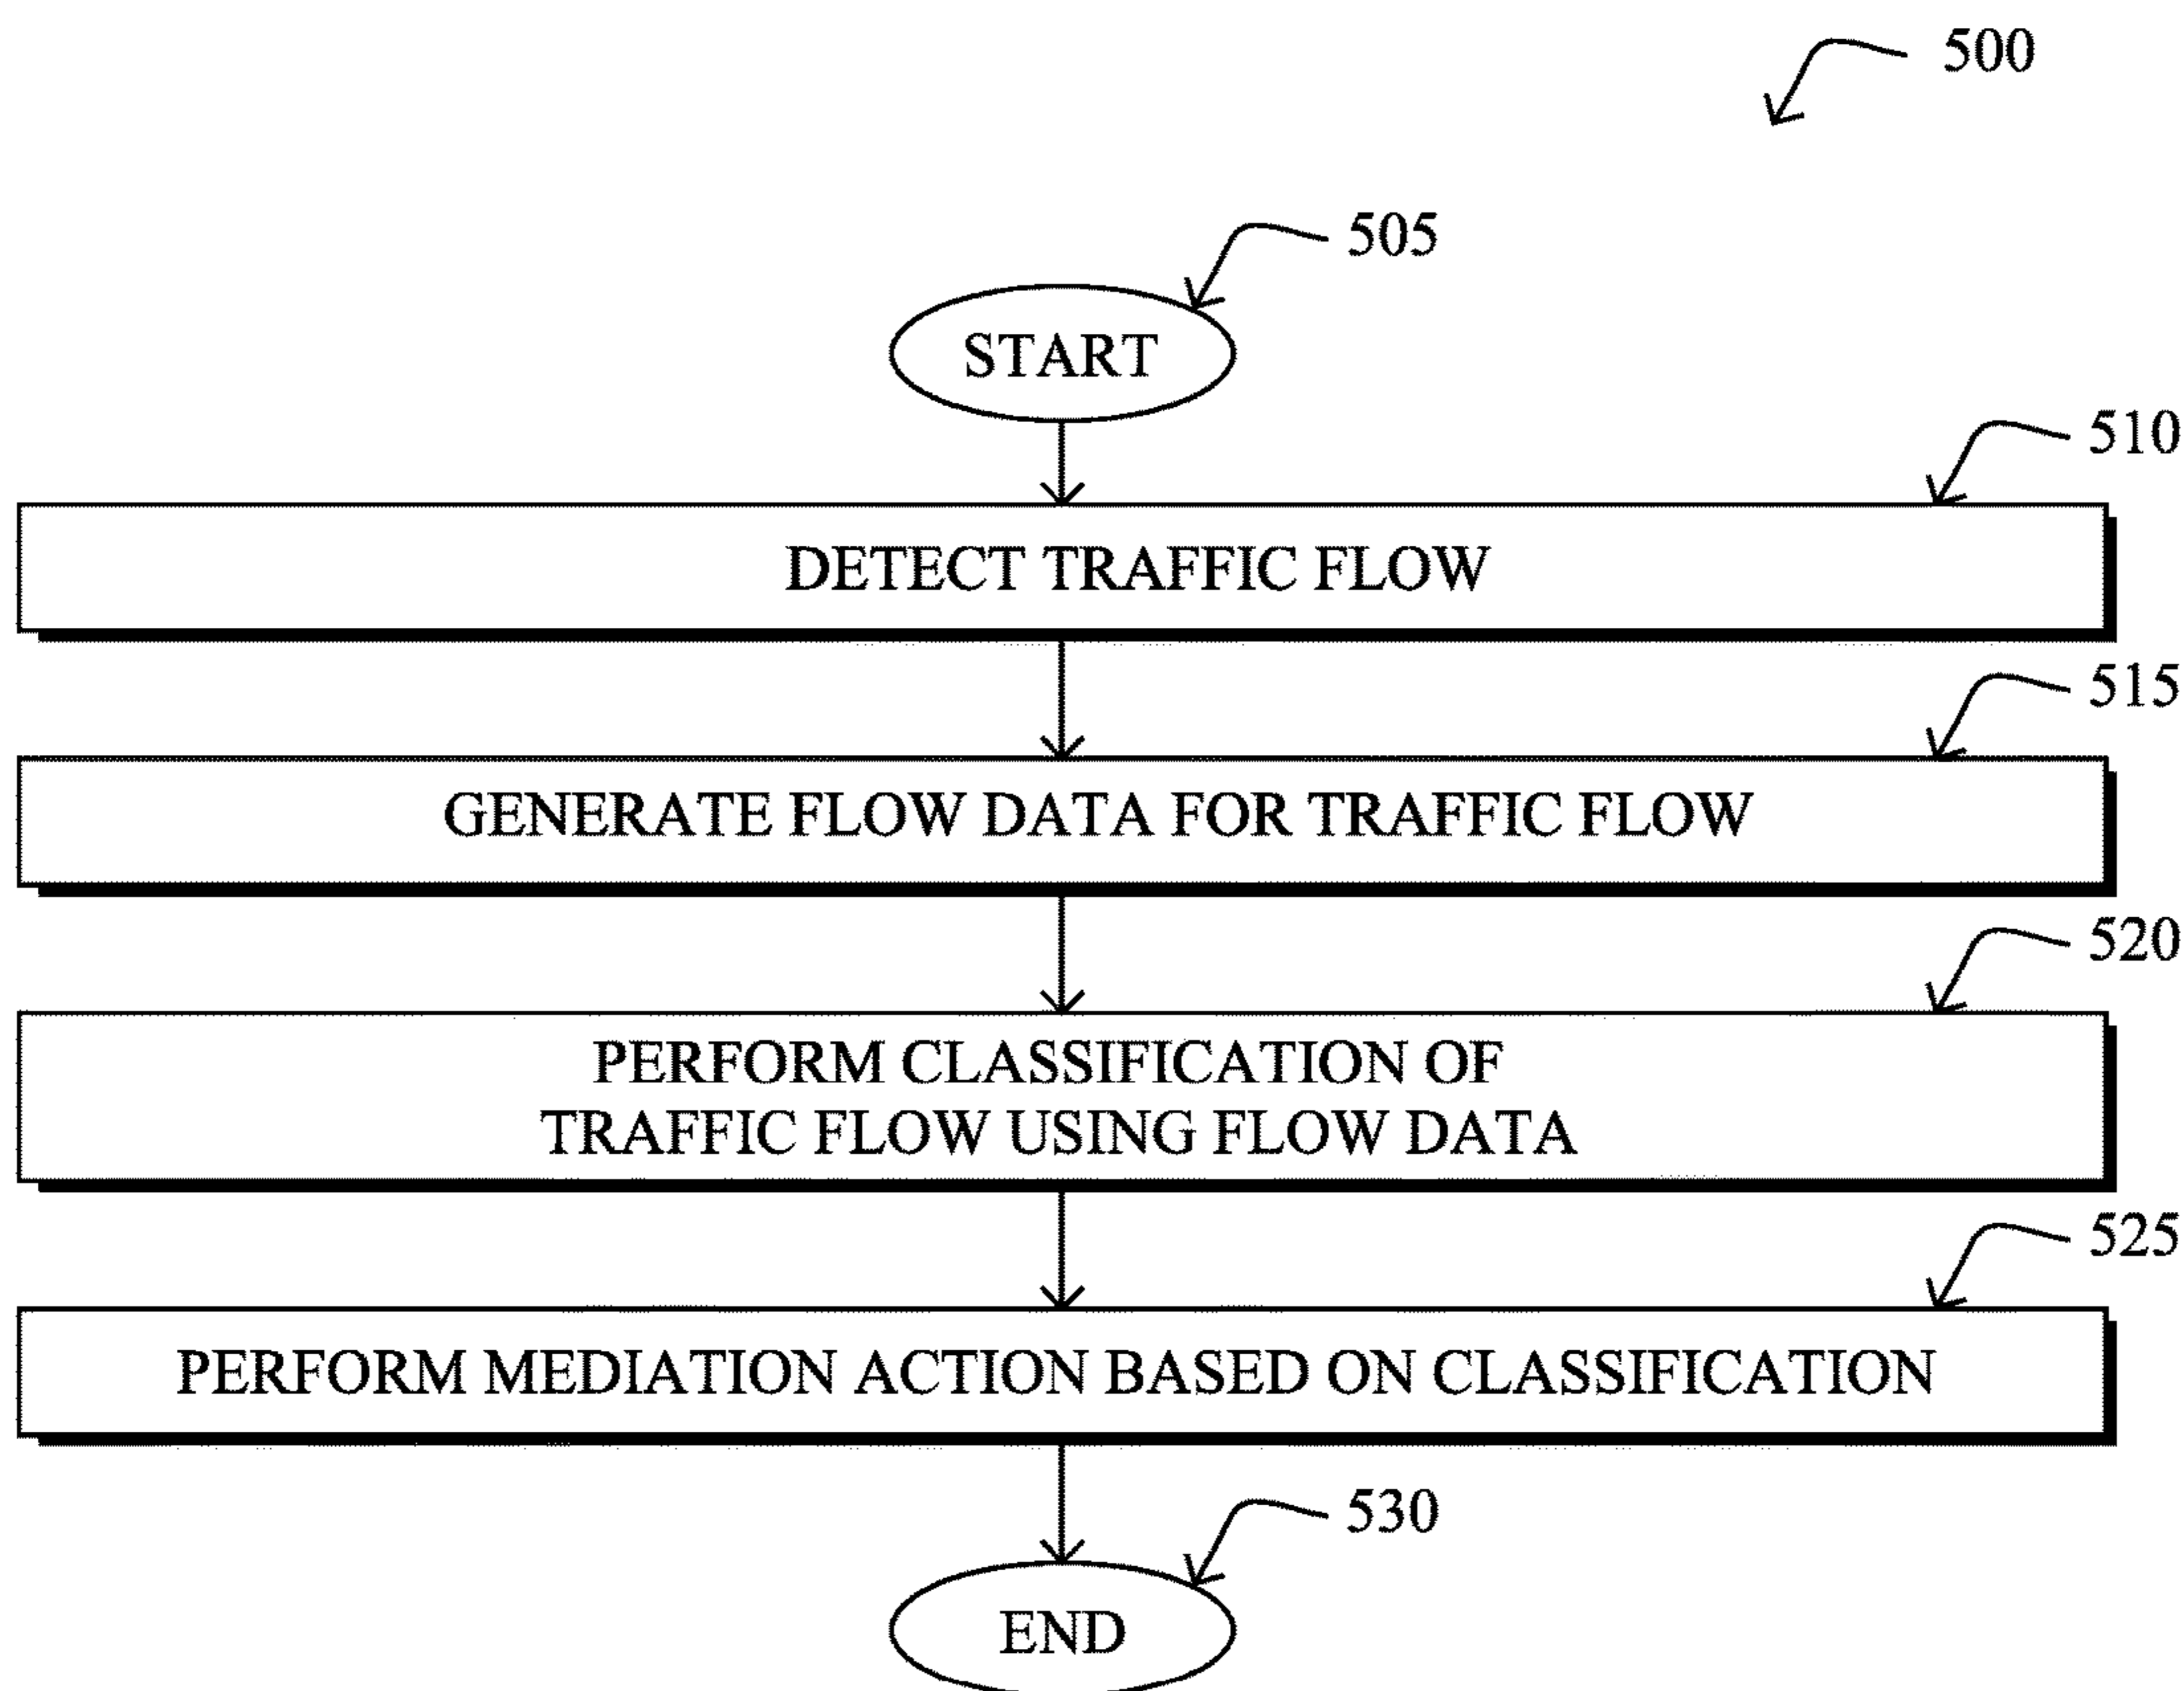 500
505
START
510
DETECT TRAFFIC FLOW
515
GENERATE FLOW DATA FOR TRAFFIC FLOW
520
PERFORM CLASSIFICATION OF
TRAFFIC FLOW USING FLOW DATA
525
PERFORM MEDIATION ACTION BASED ON CLASSIFICATION
530
END